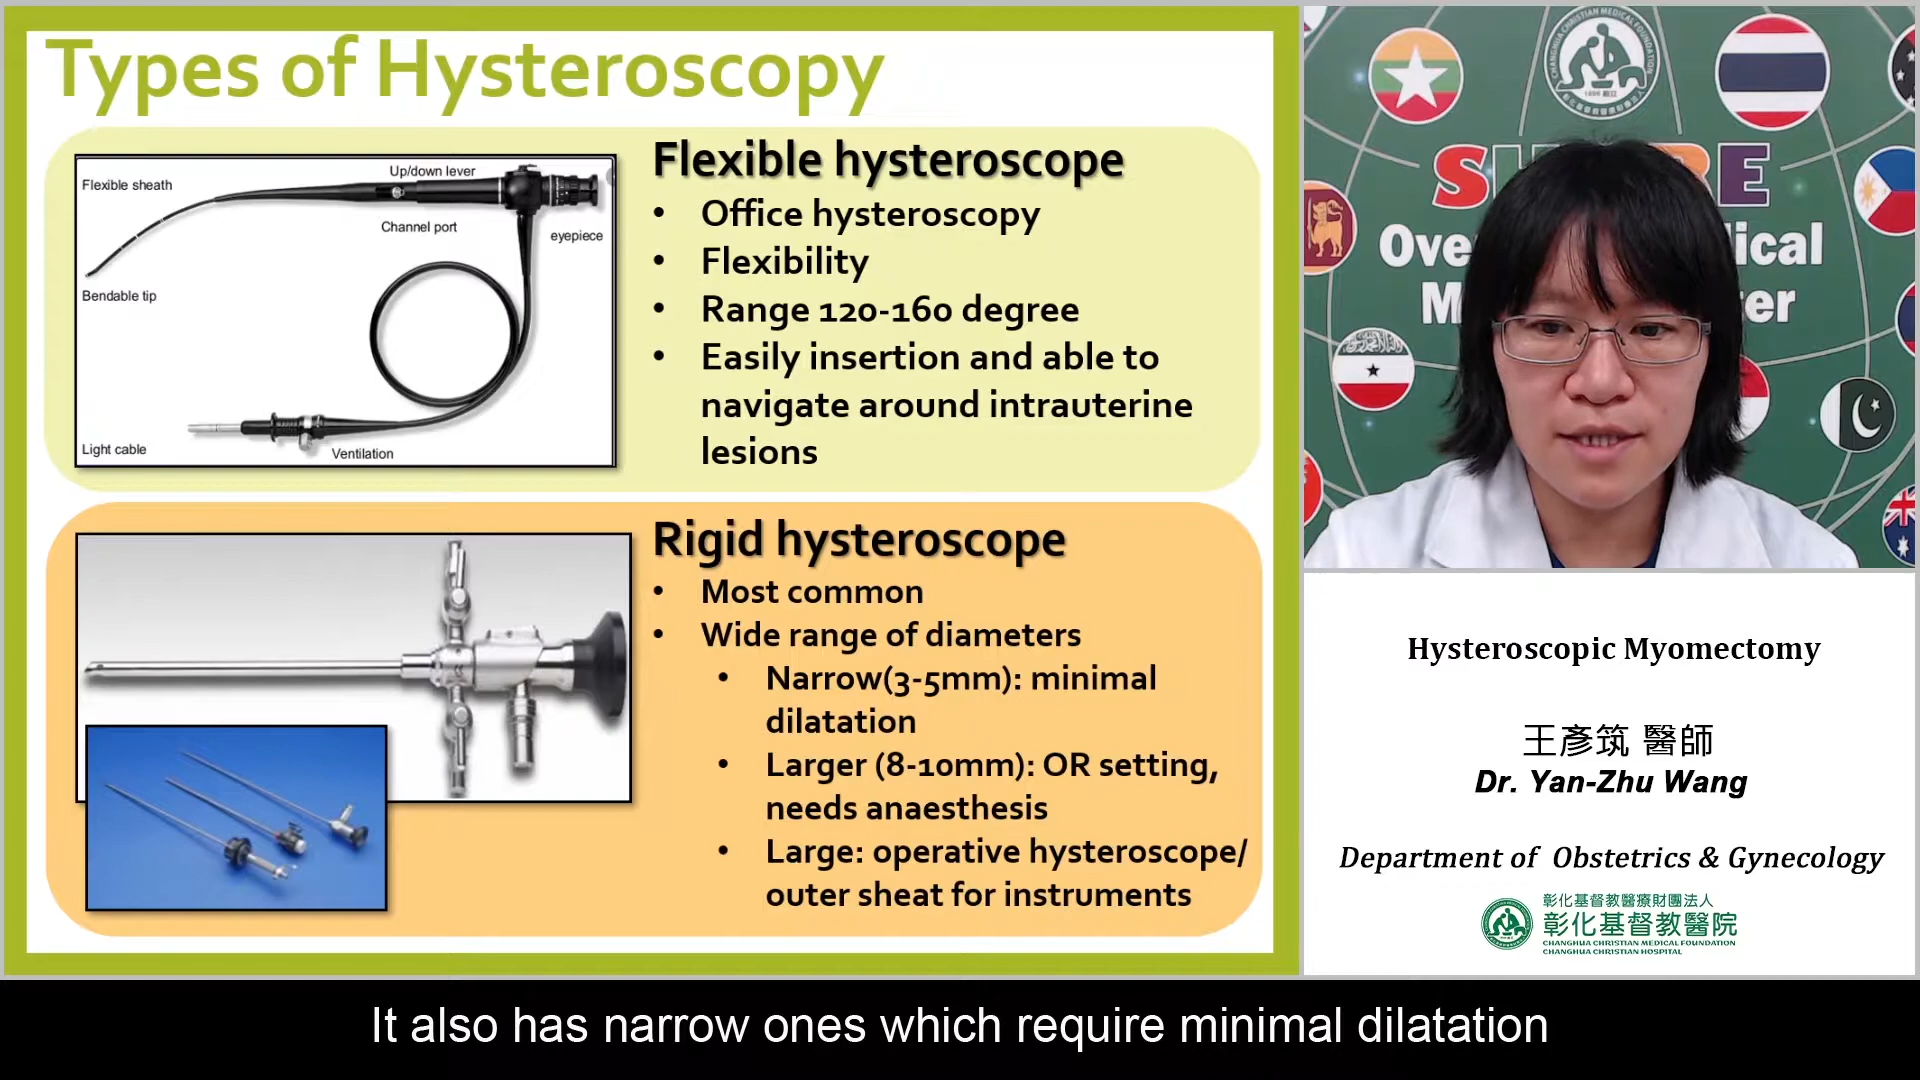 Types of Hysteroscopy
Flexible sheath
Up/down lever
Channel port
eyepiece
Bendable tip
Light cable
Ventilation
Flexible hysteroscope
• Office hysteroscopy
• Flexibility
• Range 120-160 degree
• Easily insertion and able to
navigate around intrauterine
lesions
Rigid hysteroscope
• Most common
• Wide range of diameters
• Narrow(3-5mm): minimal
dilatation
• Larger (8-10mm): OR setting,
needs anaesthesis
• Large: operative hysteroscope/
outer sheat for instruments
CHANGHUA CHRISTIAN MEDICAL FOUNDATION
Hysteroscopic Myomectomy
王彥筑 醫師
Dr. Yan-Zhu Wang
Department of Obstetrics & Gynecology
彰化基督教醫療財團法人
彰化基督教醫院
CHANGHUA CHRISTIAN MEDICAL FOUNDATION
CHANGHUA CHRISTIAN HOSPITAL
It also has narrow ones which require minimal dilatation